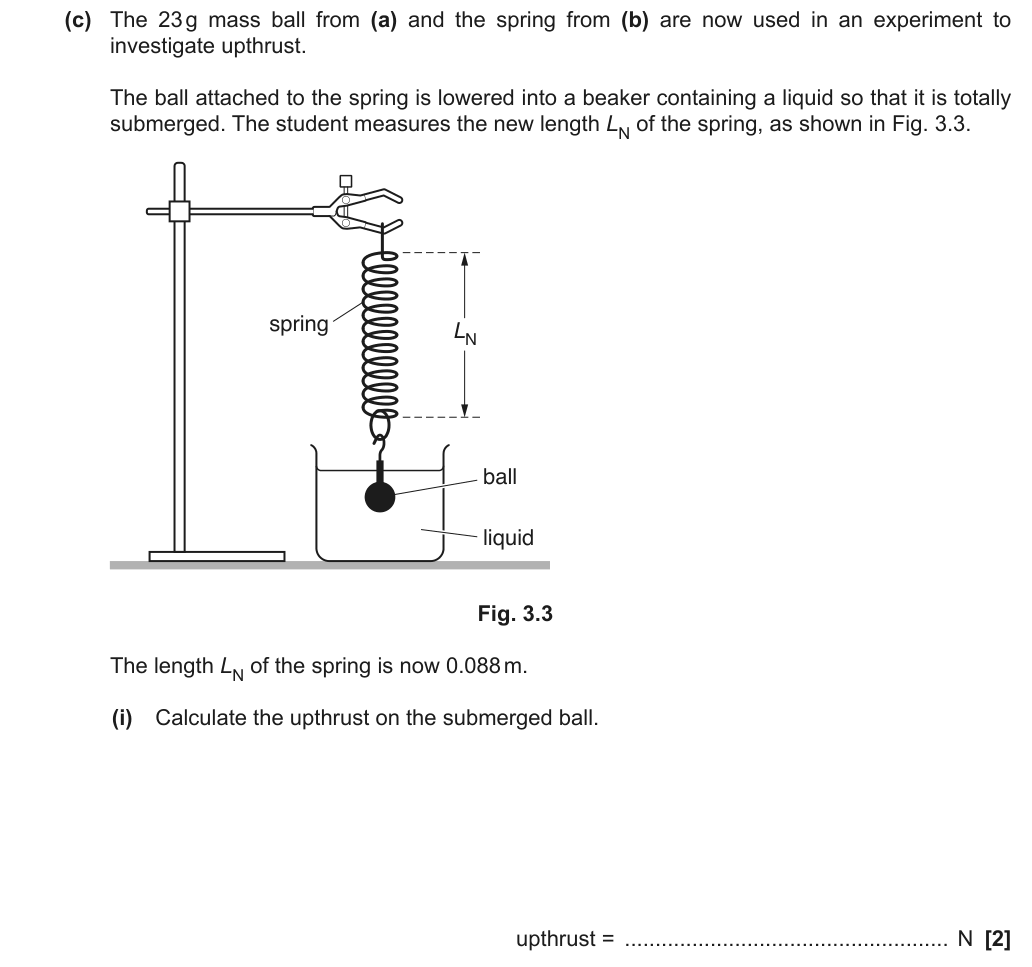 (c) The 23 g mass ball from (a) and the spring from (b) are now used in an experiment to
investigate upthrust.
The ball attached to the spring is lowered into a beaker containing a liquid so that it is totally
submerged. The student measures the new length L_N of the spring, as shown in Fig. 3.3.
spring
L_N
ball
liquid
Fig. 3.3
The length L_N of the spring is now 0.088 m.
(i) Calculate the upthrust on the submerged ball.
upthrust = .................................................... N [2]